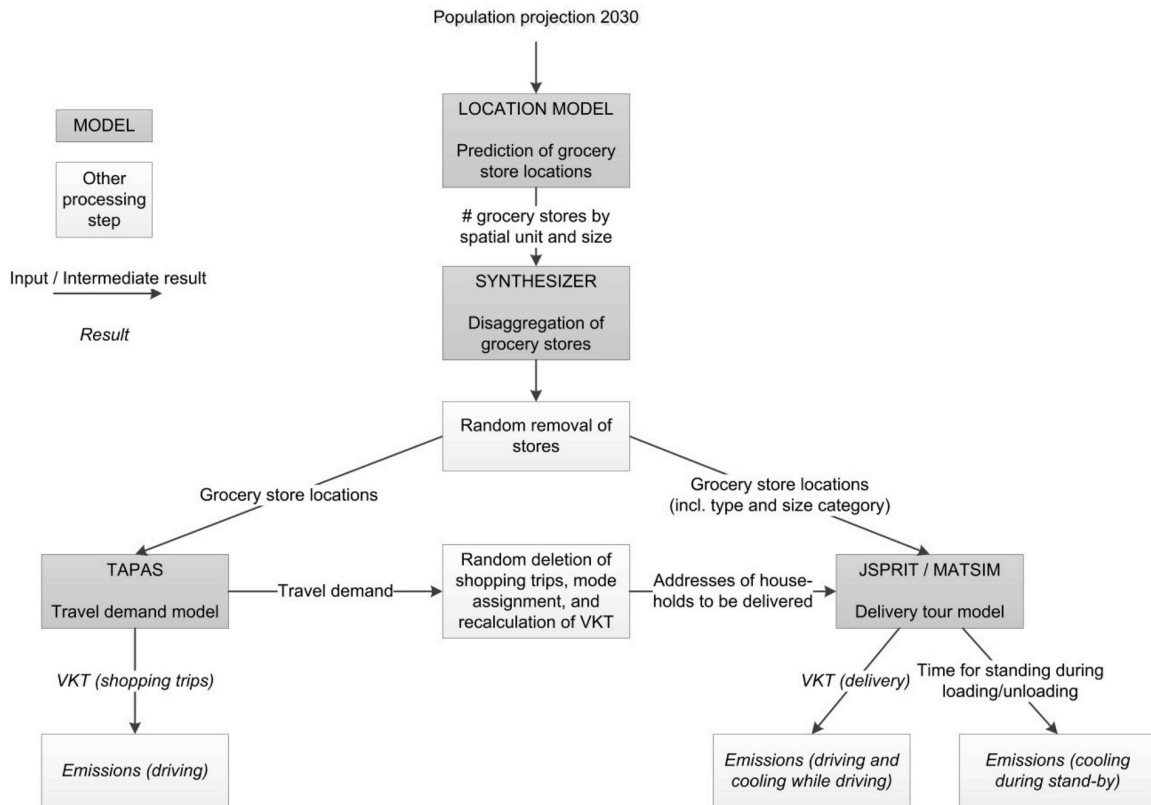 Population projection 2030
MODEL
Other
processing
step
Input / Intermediate result
Result
LOCATION MODEL
Prediction of grocery
store locations
# grocery stores by
spatial unit and size
SYNTHESIZER
Disaggregation of
grocery stores
Random removal of
stores
Grocery store locations
Grocery store locations
(incl. type and size category)
TAPAS
Travel demand model
Travel demand
Random deletion of
shopping trips, mode
assignment, and
recalculation of VKT
Addresses of house-
holds to be delivered
JSPRIT / MATSIM
Delivery tour model
VKT (shopping trips)
VKT (delivery)
Time for standing during
loading/unloading
Emissions (driving)
Emissions (driving and
cooling while driving)
Emissions (cooling
during stand-by)